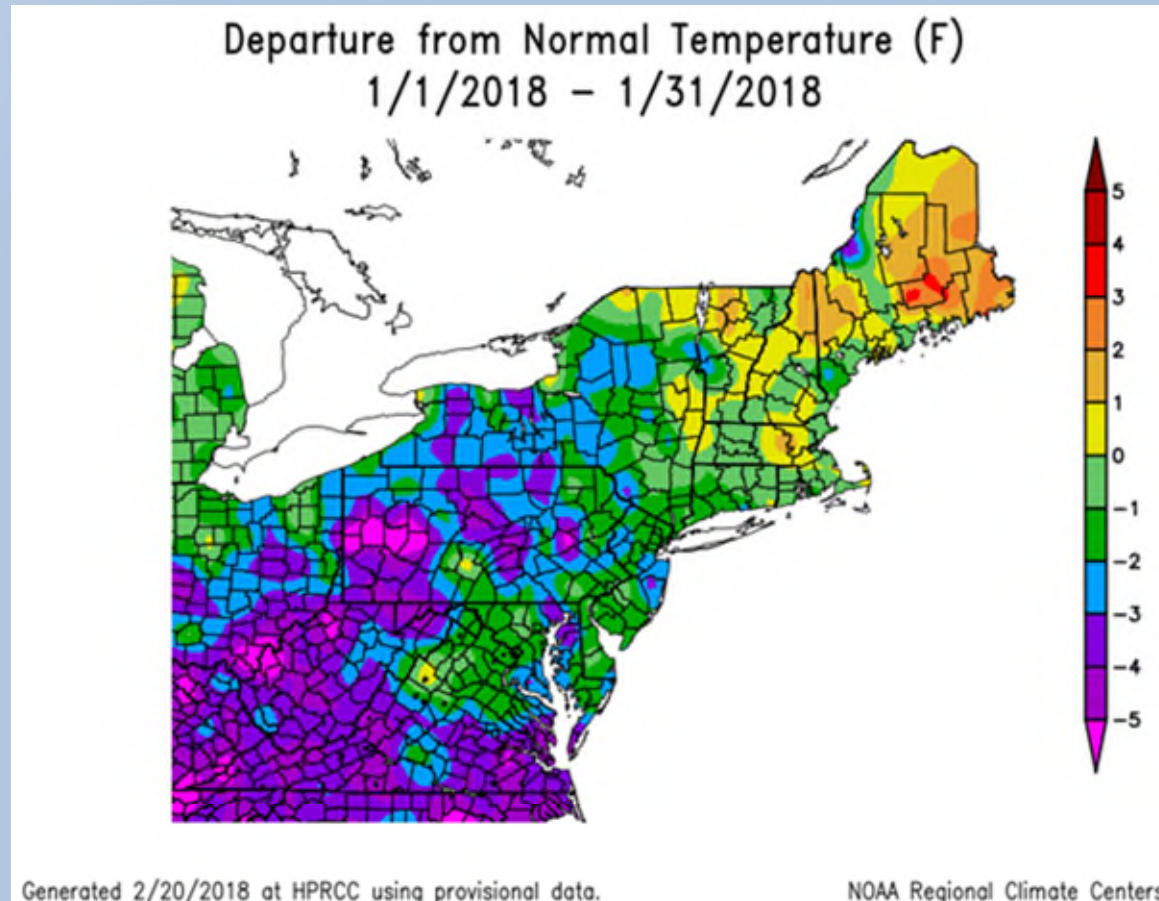 Departure from Normal Temperature (F)
1/1/2018 – 1/31/2018
5
4
3
2
1
0
-1
-2
-3
-4
-5
Generated 2/20/2018 at HPRCC using provisional data.
NOAA Regional Climate Centers